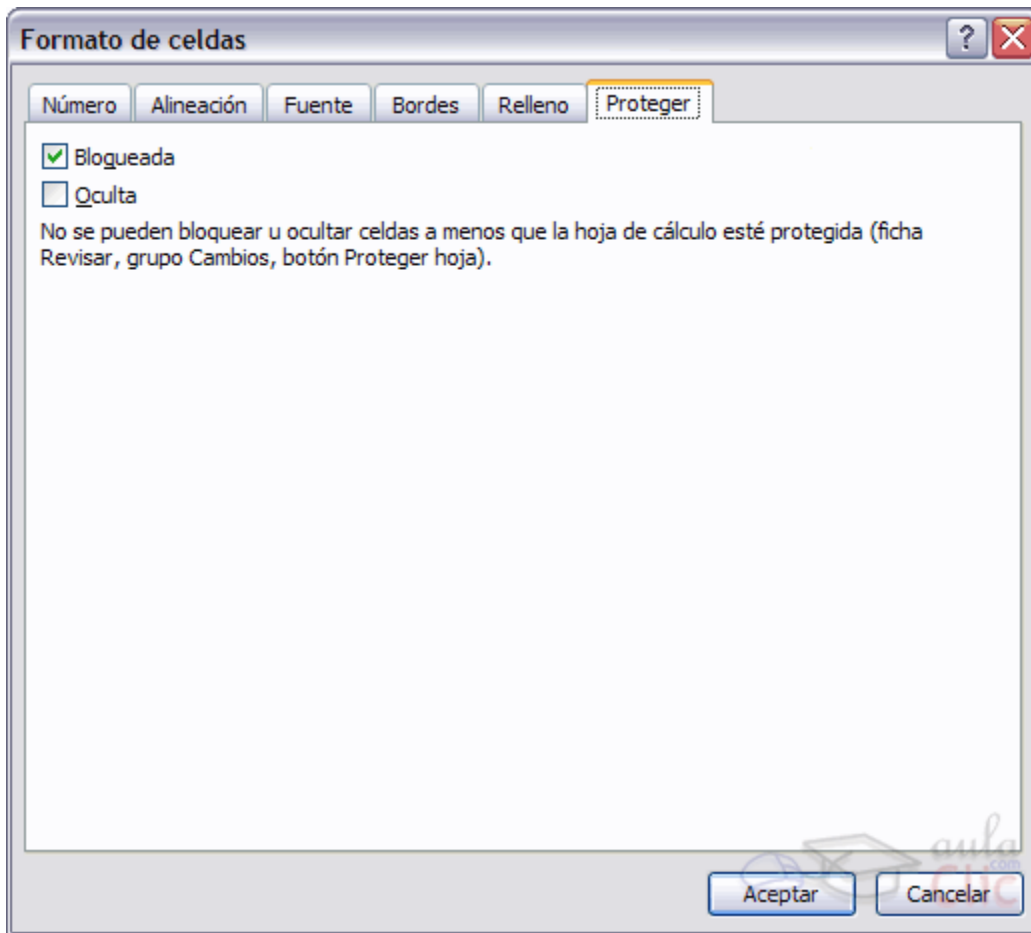 Formato de celdas
?
Número Alineación Fuente Bordes Relleno Proteger
Bloqueada
Oculta
No se pueden bloquear u ocultar celdas a menos que la hoja de cálculo esté protegida (ficha
Revisar, grupo Cambios, botón Proteger hoja).
aula
.com
Clic
Aceptar Cancelar